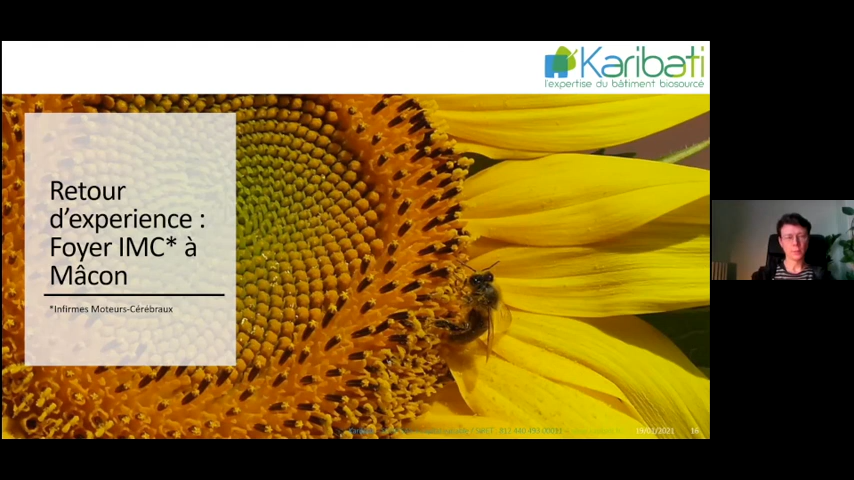 Karibati
l'expertise du bâtiment biosourcé
Retour
d'experience :
Foyer IMC* à
Mâcon
*Infirmes Moteurs-Cérébraux
19/01/2021
16